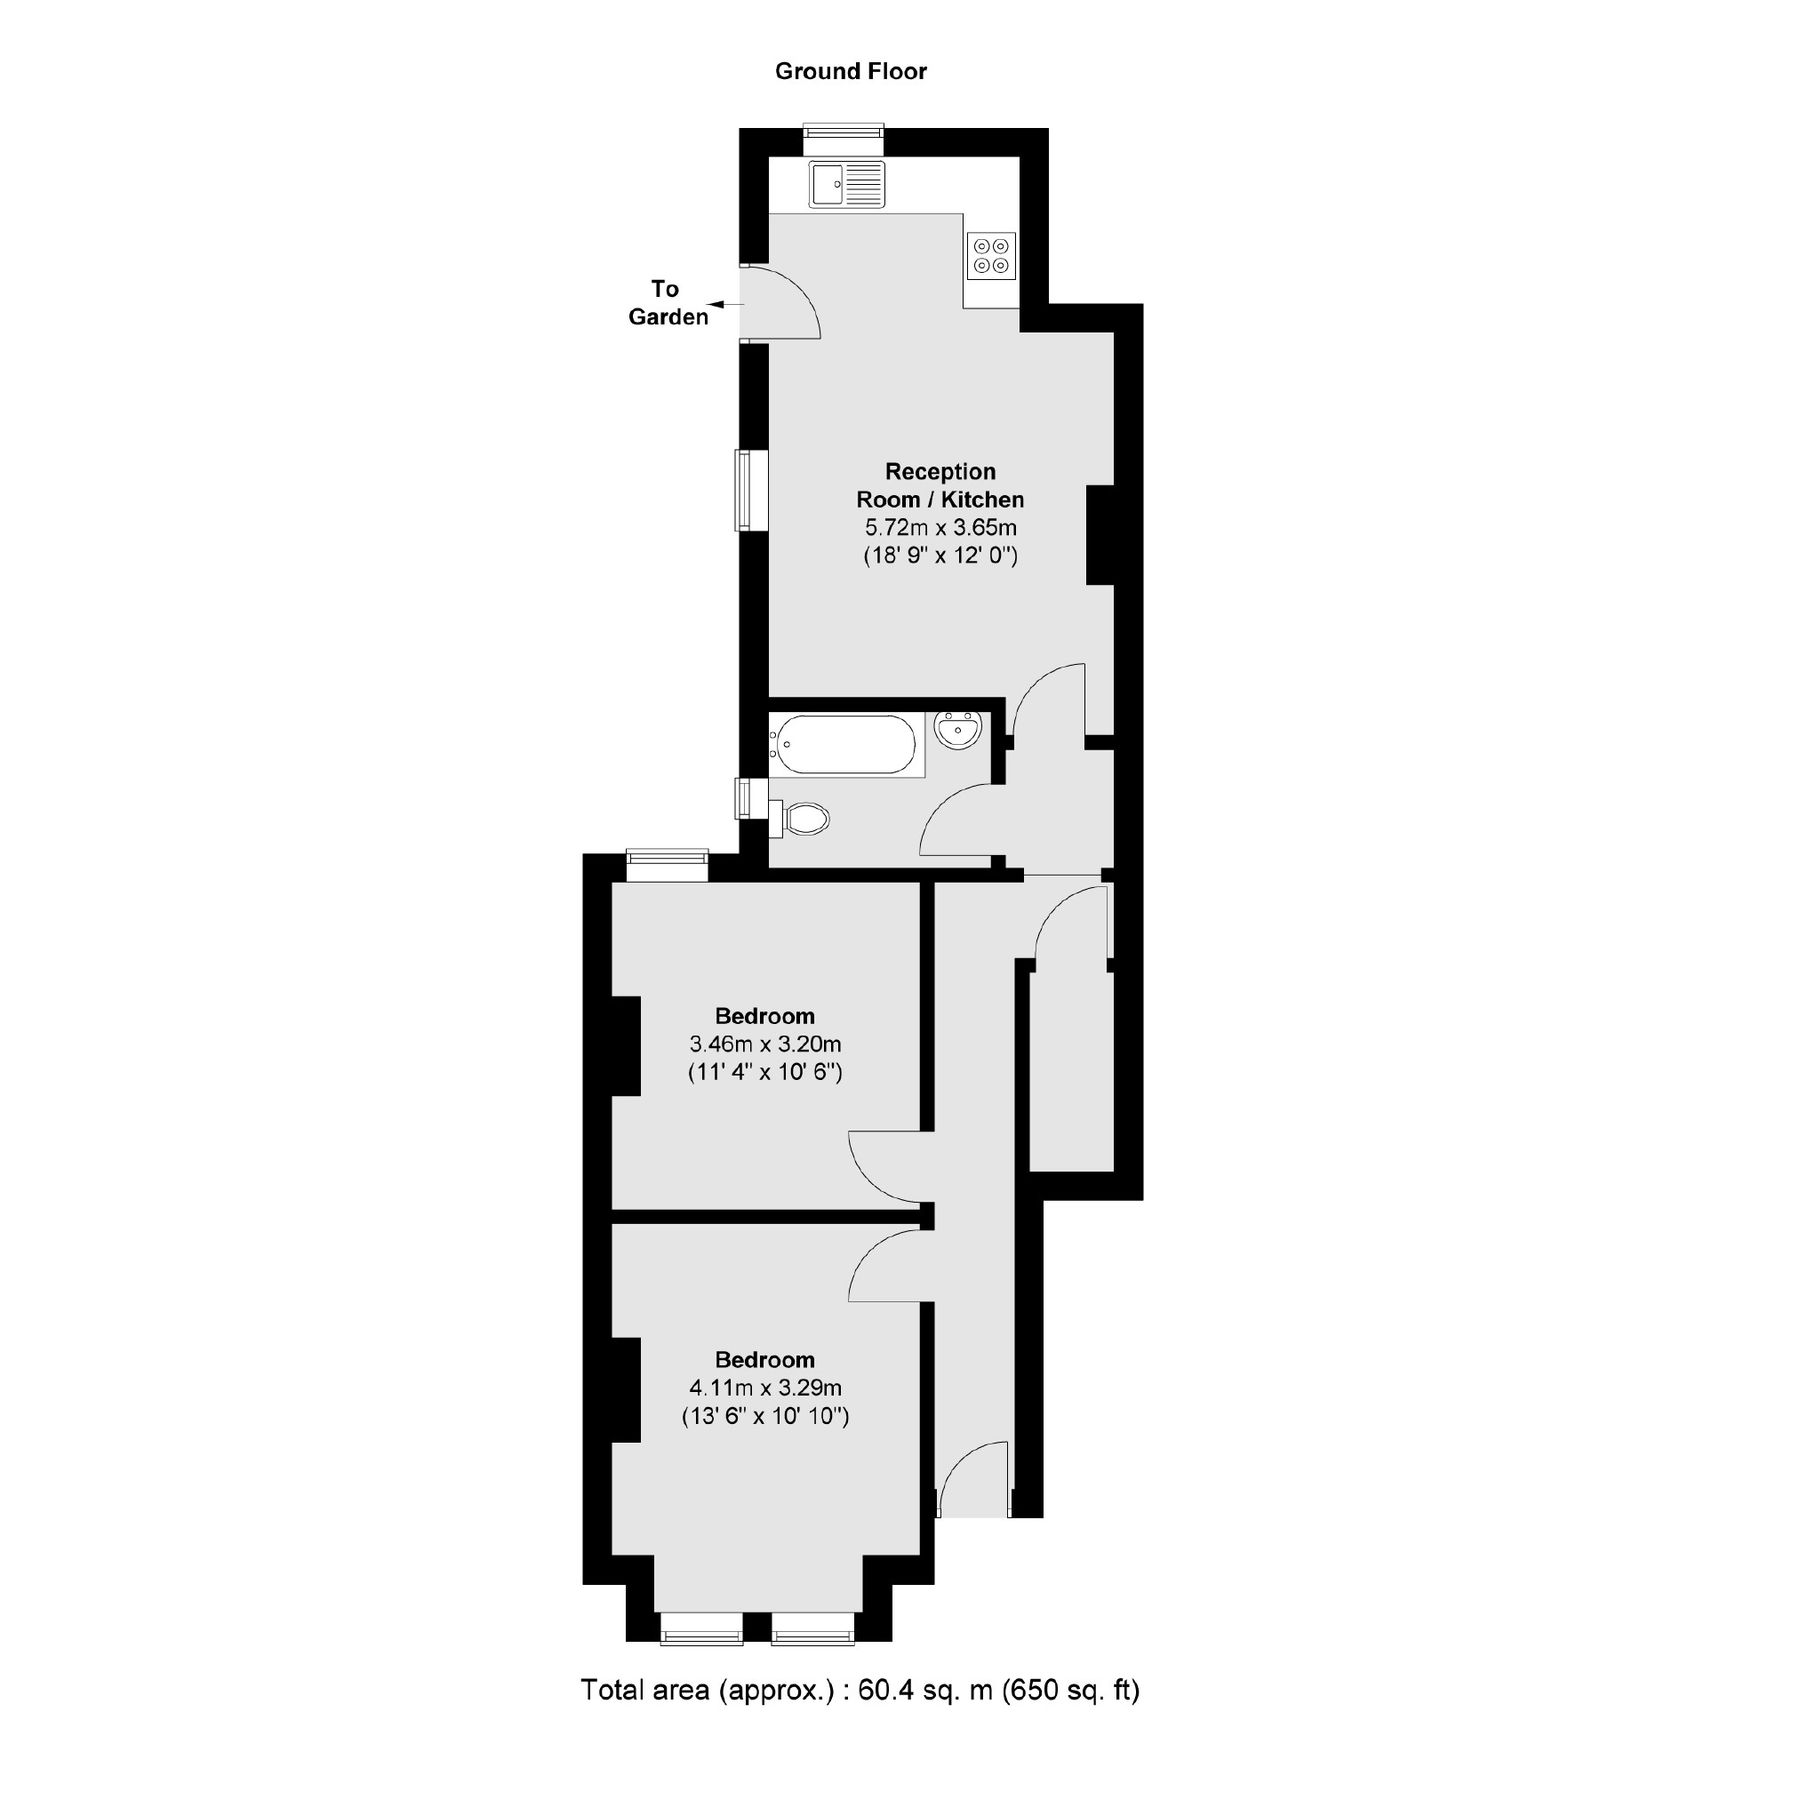 Ground Floor
To
Garden
Reception
Room / Kitchen
5.72m x 3.65m
(18' 9" x 12' 0")
Bedroom
3.46m x 3.20m
(11' 4" x 10' 6")
Bedroom
4.11m x 3.29m
(13' 6" x 10' 10")
Total area (approx.) : 60.4 sq. m (650 sq. ft)